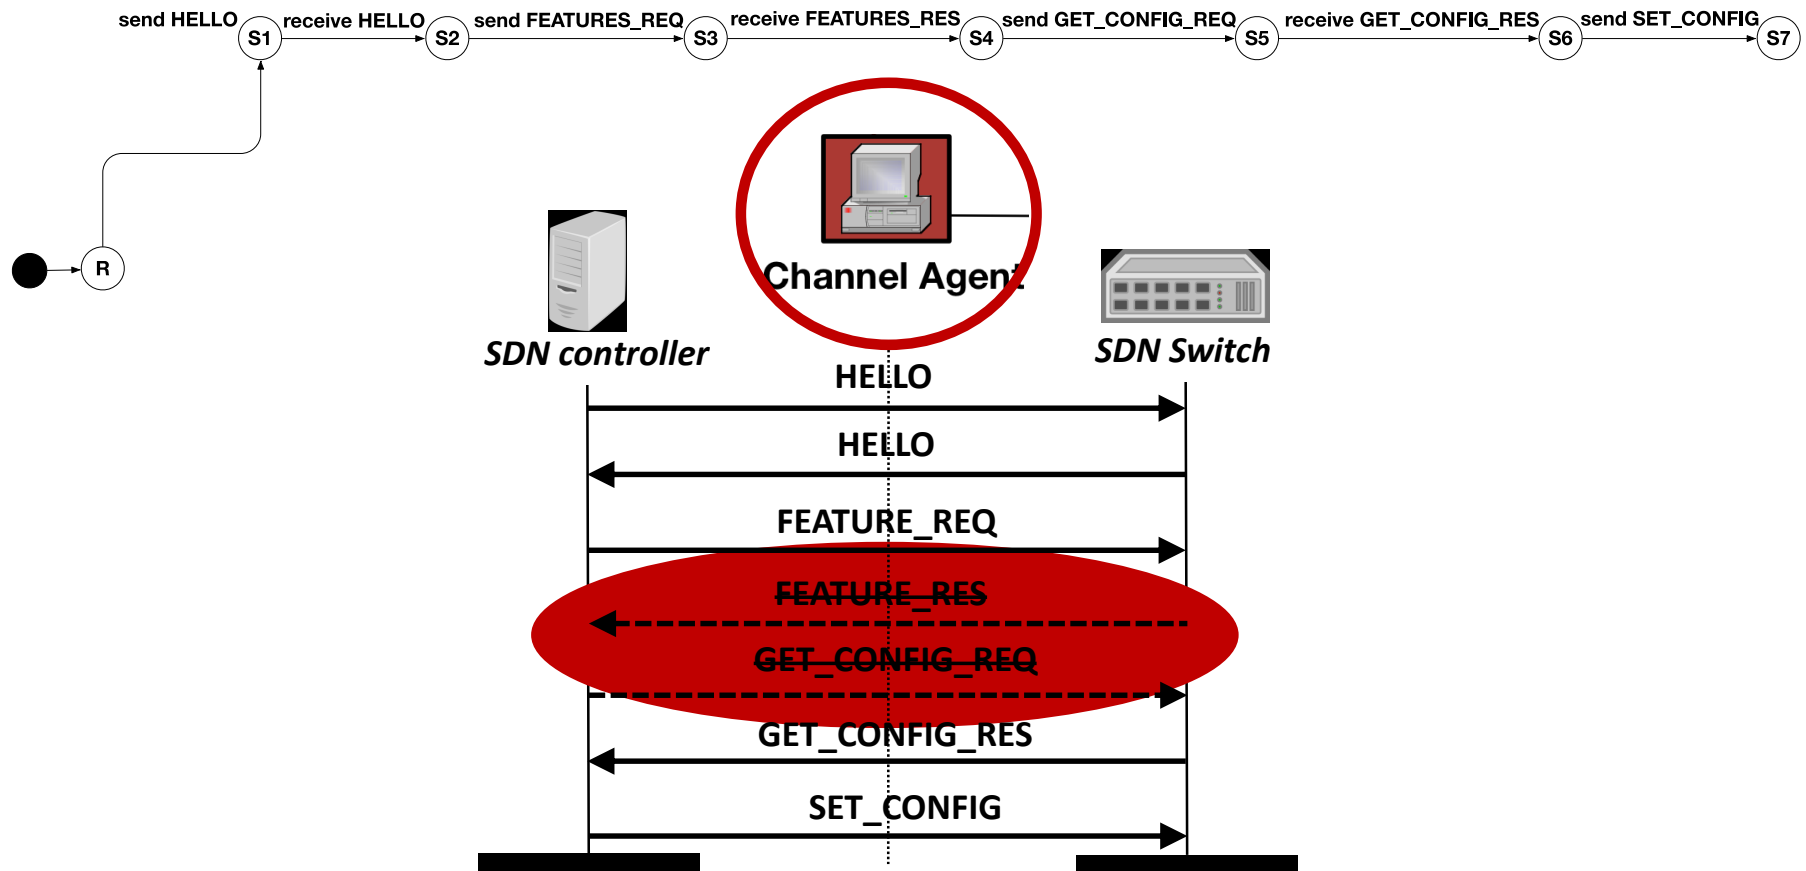 send HELLO
S1
receive HELLO
S2
send FEATURES_REQ
S3
receive FEATURES_RES
S4
send GET_CONFIG_REQ
S5
receive GET_CONFIG_RES
S6
send SET_CONFIG
S7
R
Channel Agent
SDN controller
SDN Switch
HELLO
HELLO
FEATURE_REQ
FEATURE_RES
GET_CONFIG_REQ
GET_CONFIG_RES
SET_CONFIG